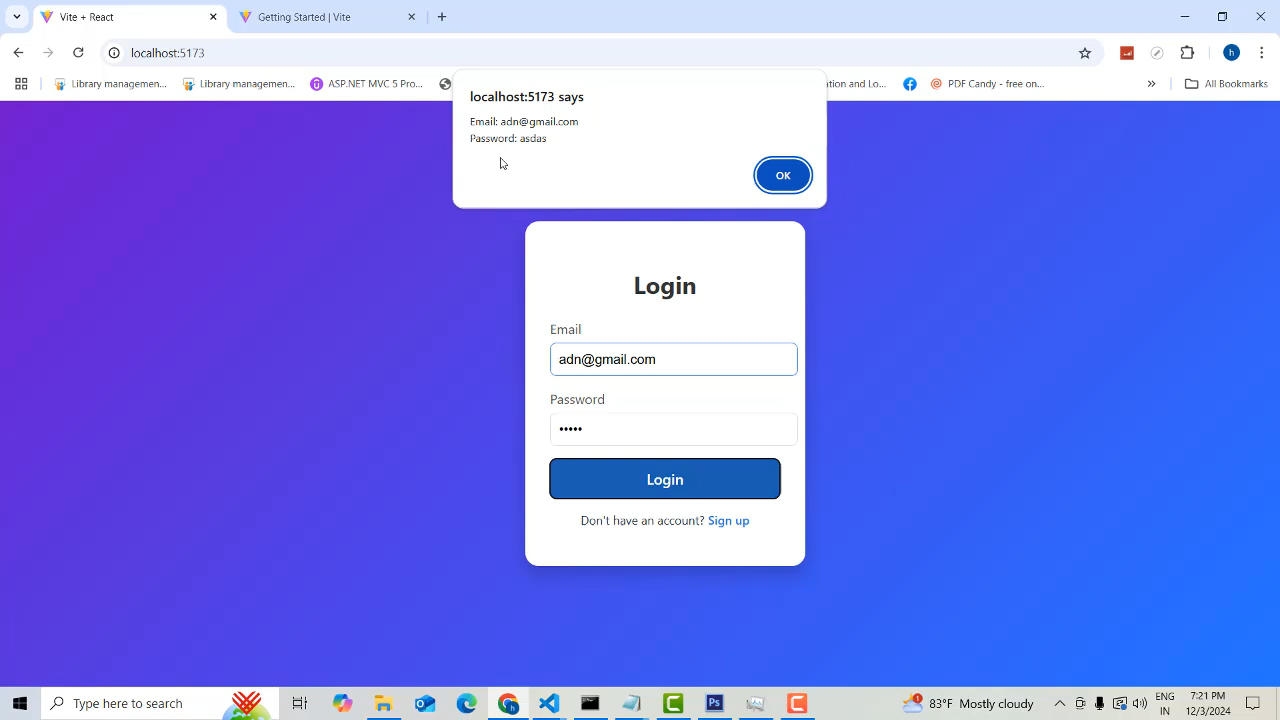 Vite + React
Getting Started | Vite
localhost:5173
h
Library managemen...
Library managemen...
ASP.NET MVC 5 Pro...
ation and Lo...
PDF Candy - free on...
»
All Bookmarks
localhost:5173 says
Email: adn@gmail.com
Password: asdas
OK
Login
Email
adn@gmail.com
Password
•••••
Login
Don't have an account? Sign up
Type here to search
h
Ps
1
83°F Mostly cloudy
ENG
IN
7:21 PM
12/3/2024